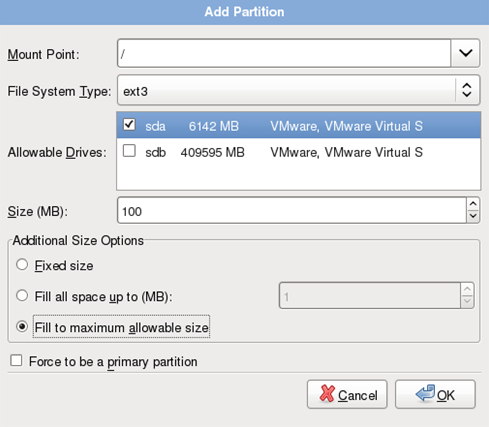 Add Partition
Mount Point: /
File System Type: ext3
sda 6142 MB VMware, VMware Virtual S
Allowable Drives: sdb 409595 MB VMware, VMware Virtual S
Size (MB): 100
Additional Size Options
Fixed size
Fill all space up to (MB): 1
Fill to maximum allowable size
Force to be a primary partition
Cancel OK